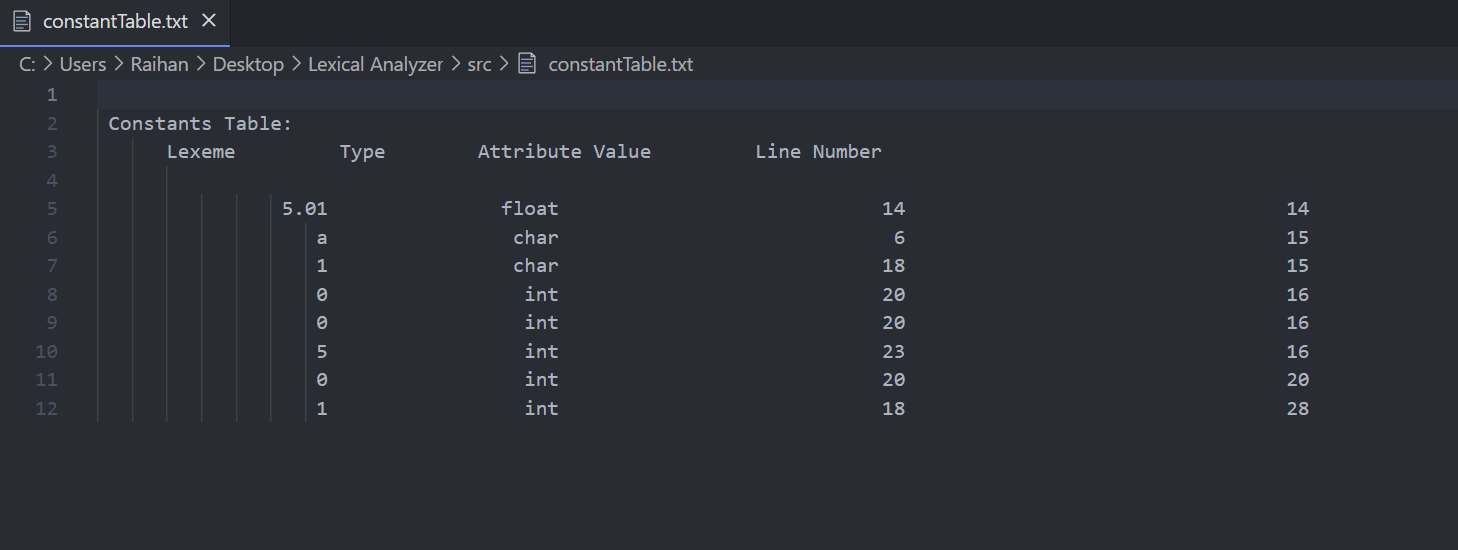 constantTable.txt
C: > Users > Raihan > Desktop > Lexical Analyzer > src > constantTable.txt
1
2 Constants Table:
3 Lexeme Type Attribute Value Line Number
4
5 5.01 float 14 14
6 a char 6 15
7 1 char 18 15
8 0 int 20 16
9 0 int 20 16
10 5 int 23 16
11 0 int 20 20
12 1 int 18 28